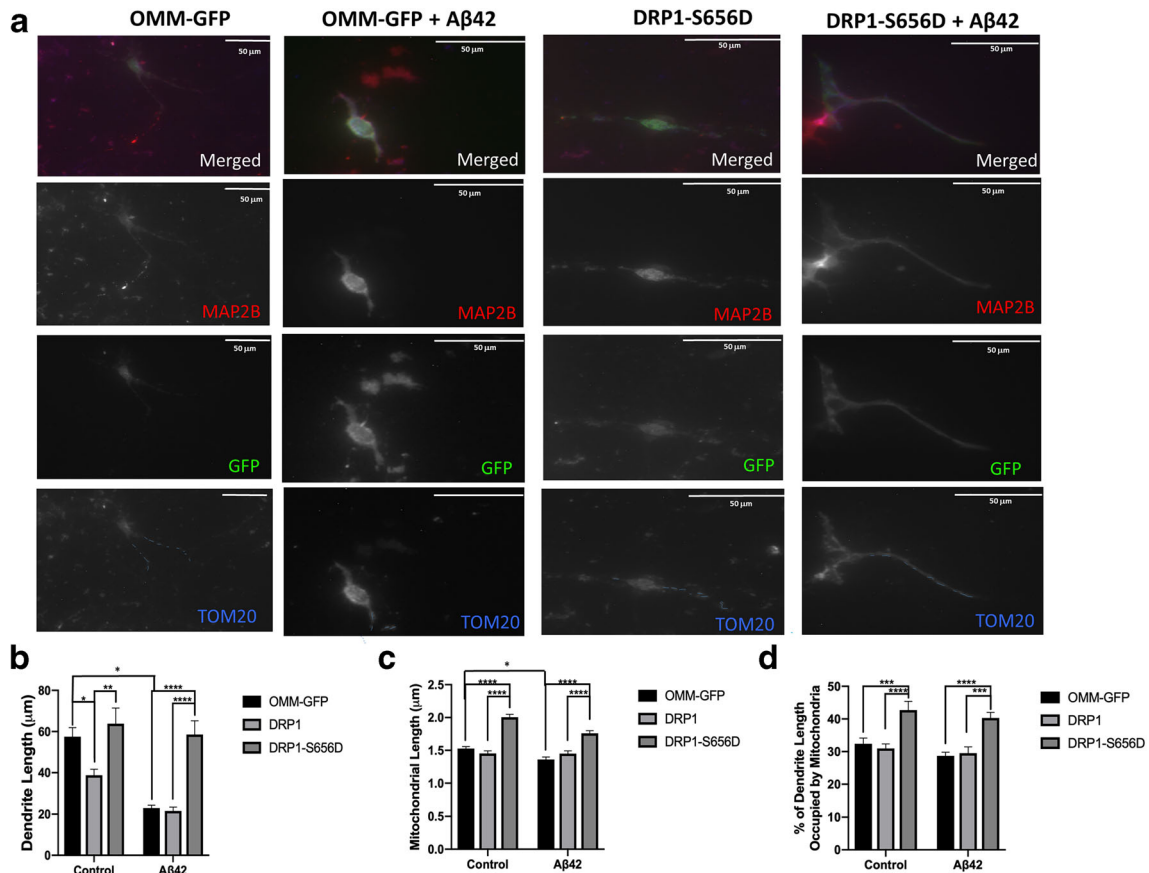 a
OMM-GFP
OMM-GFP + Aβ42
DRP1-S656D
DRP1-S656D + Aβ42
50 μm
50 μm
50 μm
50 μm
Merged
Merged
Merged
Merged
50 μm
50 μm
50 μm
50 μm
MAP2B
MAP2B
MAP2B
MAP2B
50 μm
50 μm
50 μm
50 μm
GFP
GFP
GFP
GFP
50 μm
50 μm
TOM20
TOM20
TOM20
TOM20
b
Dendrite Length (μm)
80
60
40
20
0
*
*
**
****
****
Control
Aβ42
OMM-GFP
DRP1
DRP1-S656D
c
Mitochondrial Length (μm)
2.5
2.0
1.5
1.0
0.5
0.0
*
****
****
****
****
Control
Aβ42
OMM-GFP
DRP1
DRP1-S656D
d
% of Dendrite Length
Occupied by Mitochondria
50
40
30
20
10
0
***
****
****
***
Control
Aβ42
OMM-GFP
DRP1
DRP1-S656D